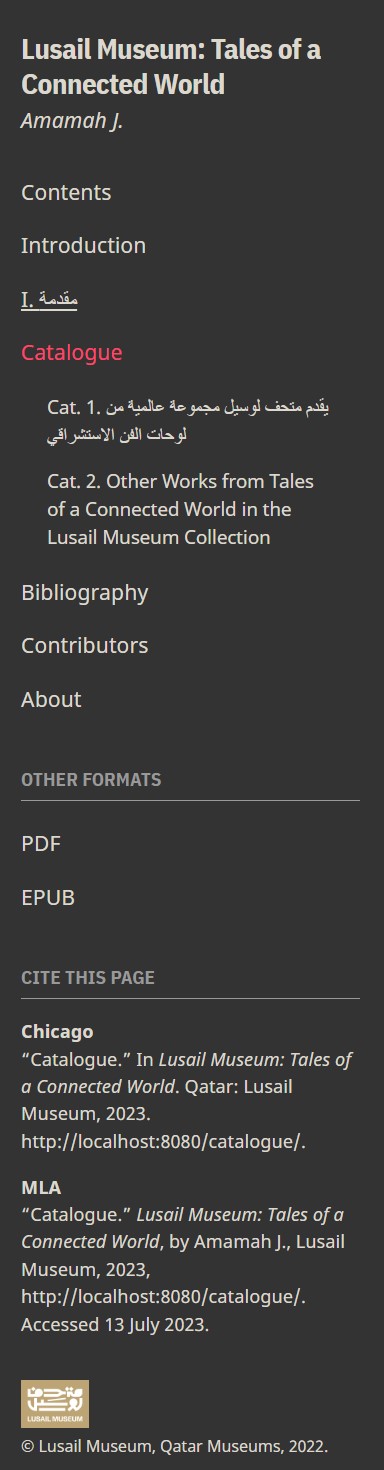 Lusail Museum: Tales of a
Connected World
Amamah J.
Contents
Introduction
I. مقدمة
Catalogue
Cat. 1. يقدم متحف لوسيل مجموعة عالمية من
لوحات الفن الاستشراقي
Cat. 2. Other Works from Tales
of a Connected World in the
Lusail Museum Collection
Bibliography
Contributors
About
OTHER FORMATS
PDF
EPUB
CITE THIS PAGE
Chicago
“Catalogue.” In Lusail Museum: Tales of
a Connected World. Qatar: Lusail
Museum, 2023.
http://localhost:8080/catalogue/.
MLA
“Catalogue.” Lusail Museum: Tales of a
Connected World, by Amamah J., Lusail
Museum, 2023,
http://localhost:8080/catalogue/.
Accessed 13 July 2023.
متحف
لوسيل
LUSAIL MUSEUM
© Lusail Museum, Qatar Museums, 2022.